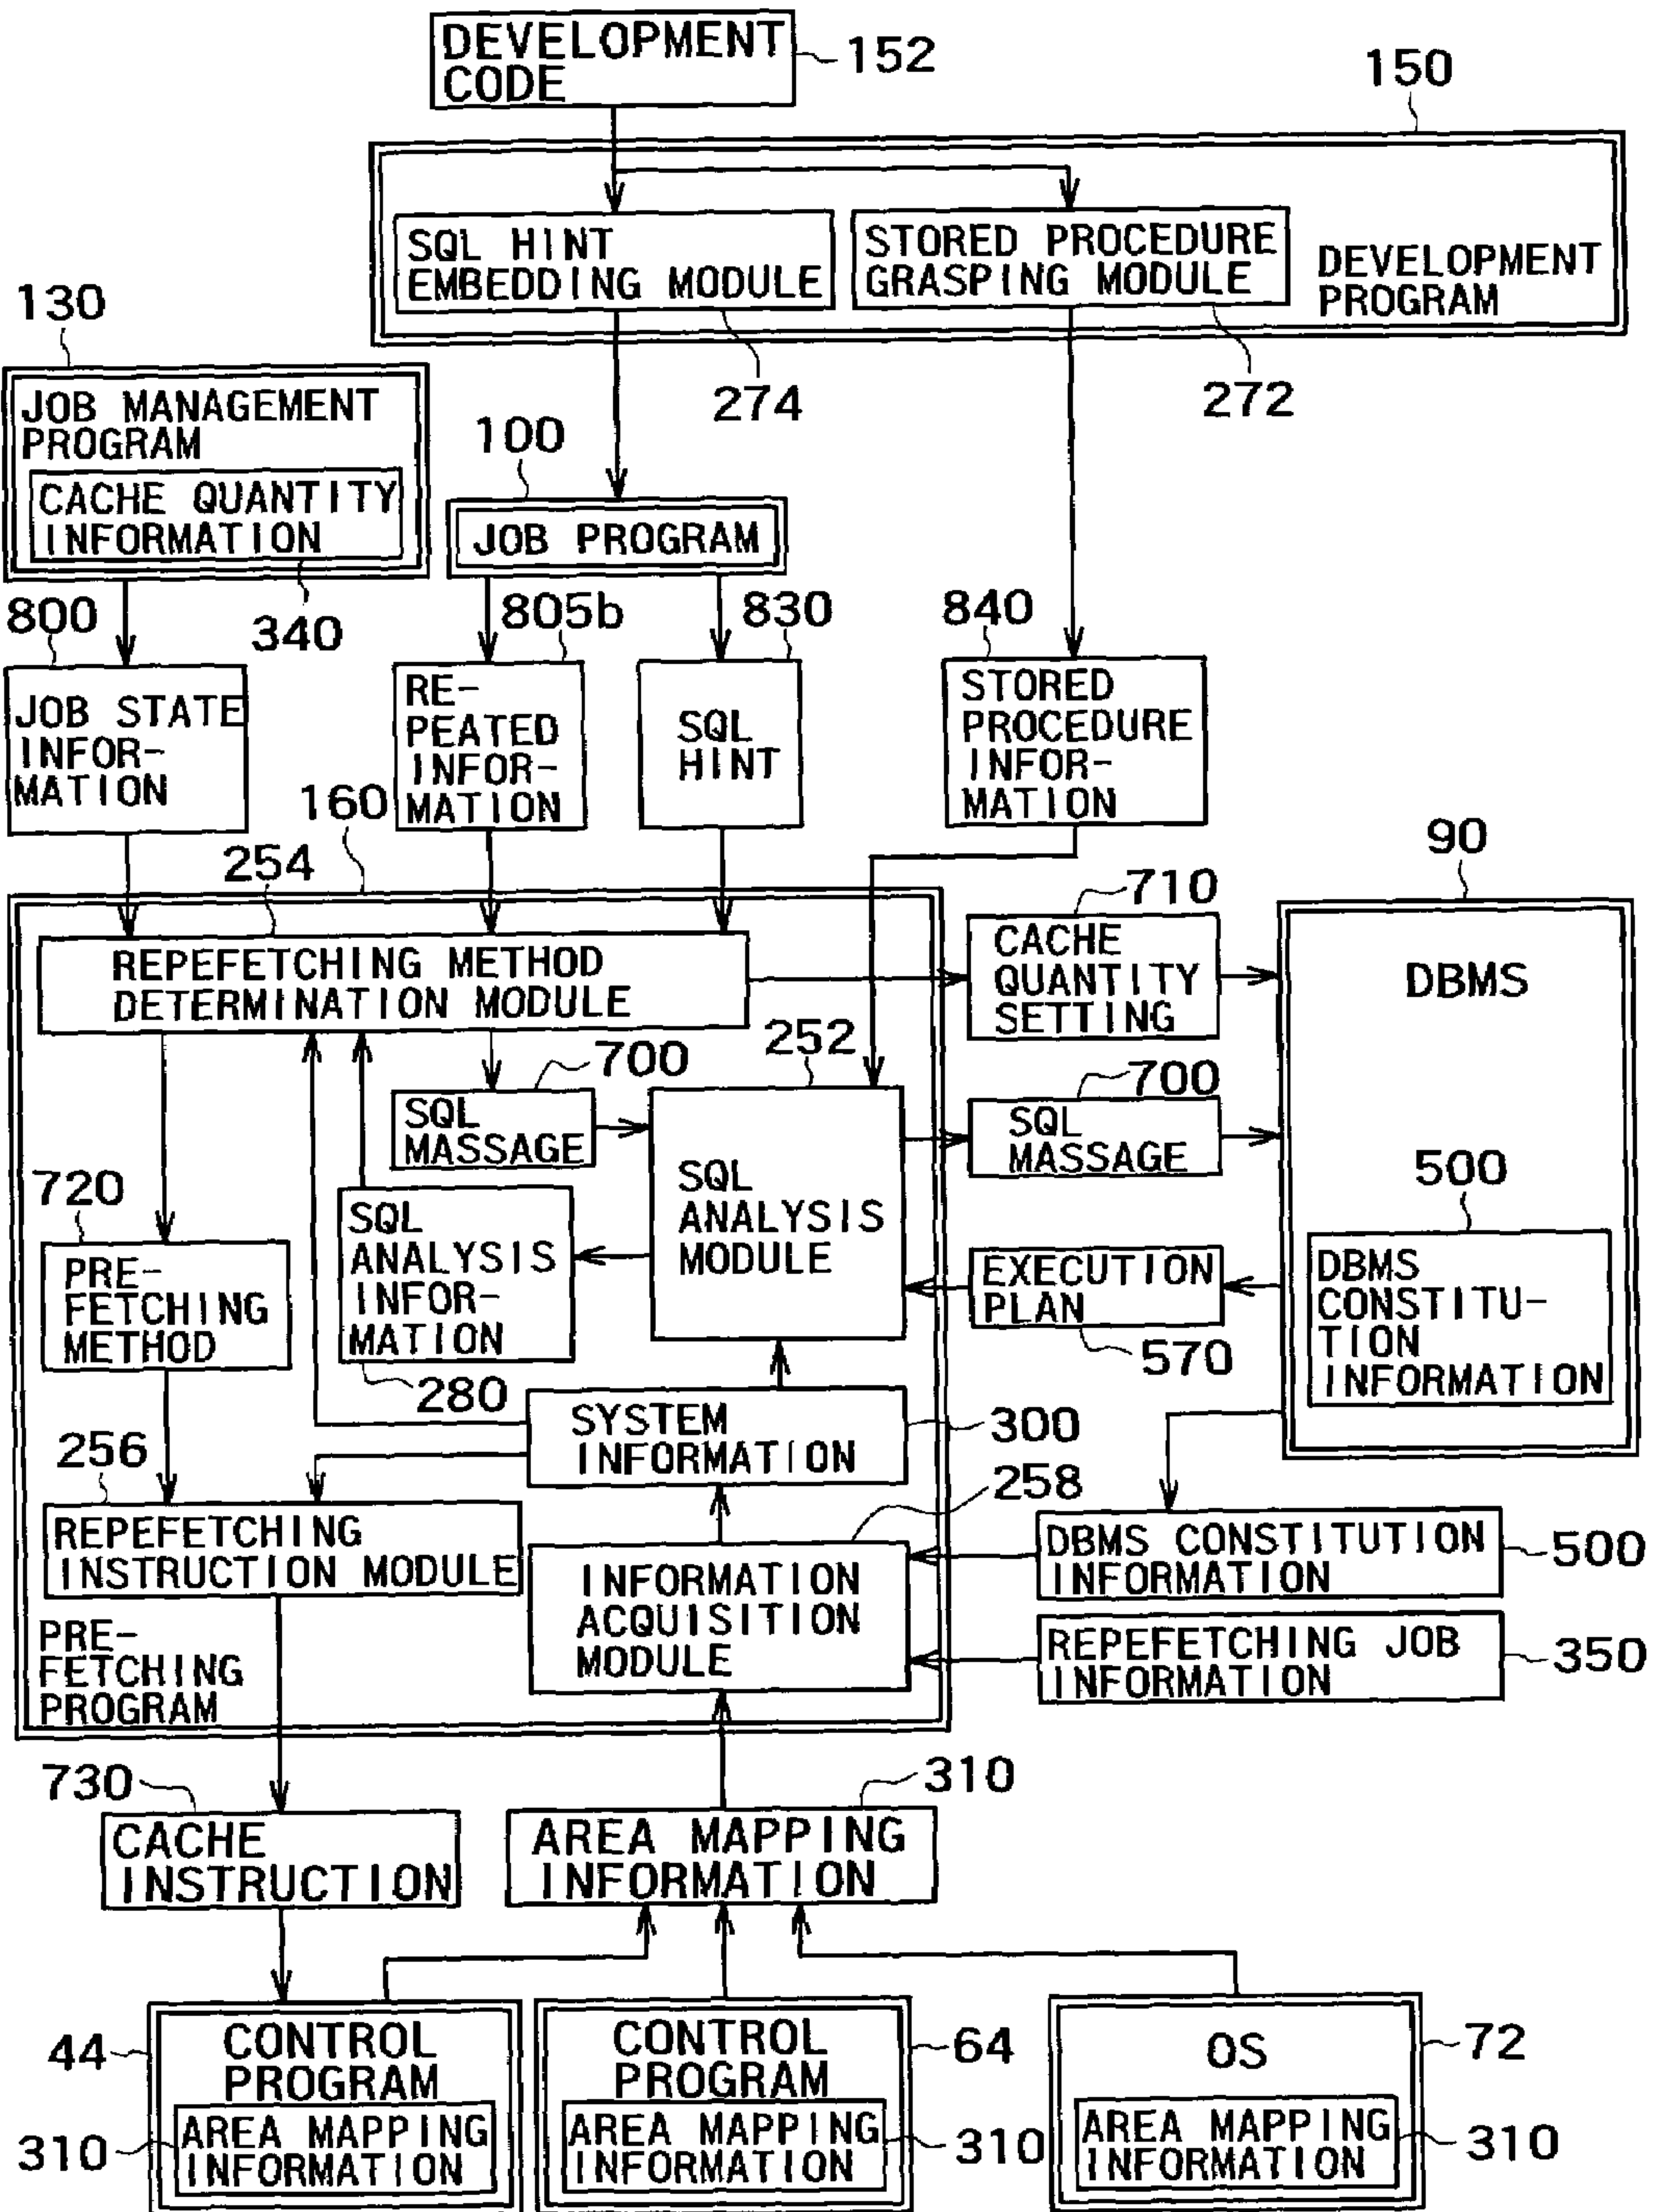 DEVELOPMENT
CODE
152
150
SQL HINT
EMBEDDING MODULE
STORED PROCEDURE
GRASPING MODULE
DEVELOPMENT
PROGRAM
130
274
272
JOB MANAGEMENT
PROGRAM
CACHE QUANTITY
INFORMATION
100
JOB PROGRAM
800
340
805b
830
840
JOB STATE
INFOR-
MATION
RE-
PEATED
INFOR-
MATION
SQL
HINT
STORED
PROCEDURE
INFOR-
MATION
160
254
710
90
REPEFETCHING METHOD
DETERMINATION MODULE
CACHE
QUANTITY
SETTING
DBMS
700
252
700
SQL
MASSAGE
SQL
ANALYSIS
MODULE
SQL
MASSAGE
720
500
PRE-
FETCHING
METHOD
SQL
ANALYSIS
INFOR-
MATION
EXECUTION
PLAN
DBMS
CONSTITU-
TION
INFORMATION
280
570
SYSTEM
INFORMATION
300
256
258
REPEFETCHING
INSTRUCTION MODULE
INFORMATION
ACQUISITION
MODULE
DBMS CONSTITUTION
INFORMATION
500
PRE-
FETCHING
PROGRAM
REPEFETCHING JOB
INFORMATION
350
730
310
CACHE
INSTRUCTION
AREA MAPPING
INFORMATION
44
CONTROL
PROGRAM
CONTROL
PROGRAM
64
OS
72
310
AREA MAPPING
INFORMATION
AREA MAPPING
INFORMATION
310
AREA MAPPING
INFORMATION
310